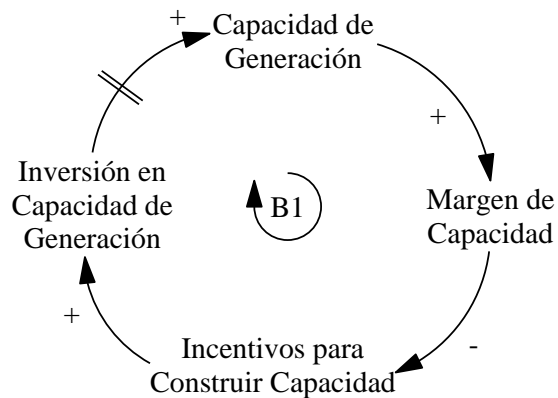 +
Capacidad de
Generación
+
Inversión en
Capacidad de
Generación
B1
Margen de
Capacidad
+
Incentivos para
Construir Capacidad
-